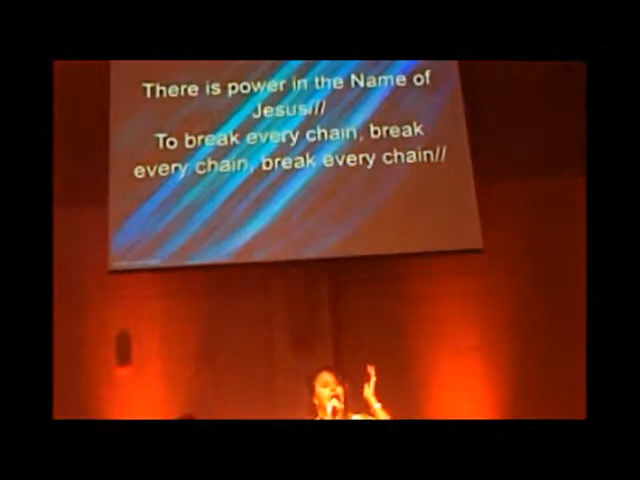 There is power in the Name of
Jesus///
To break every chain, break
every chain, break every chain//